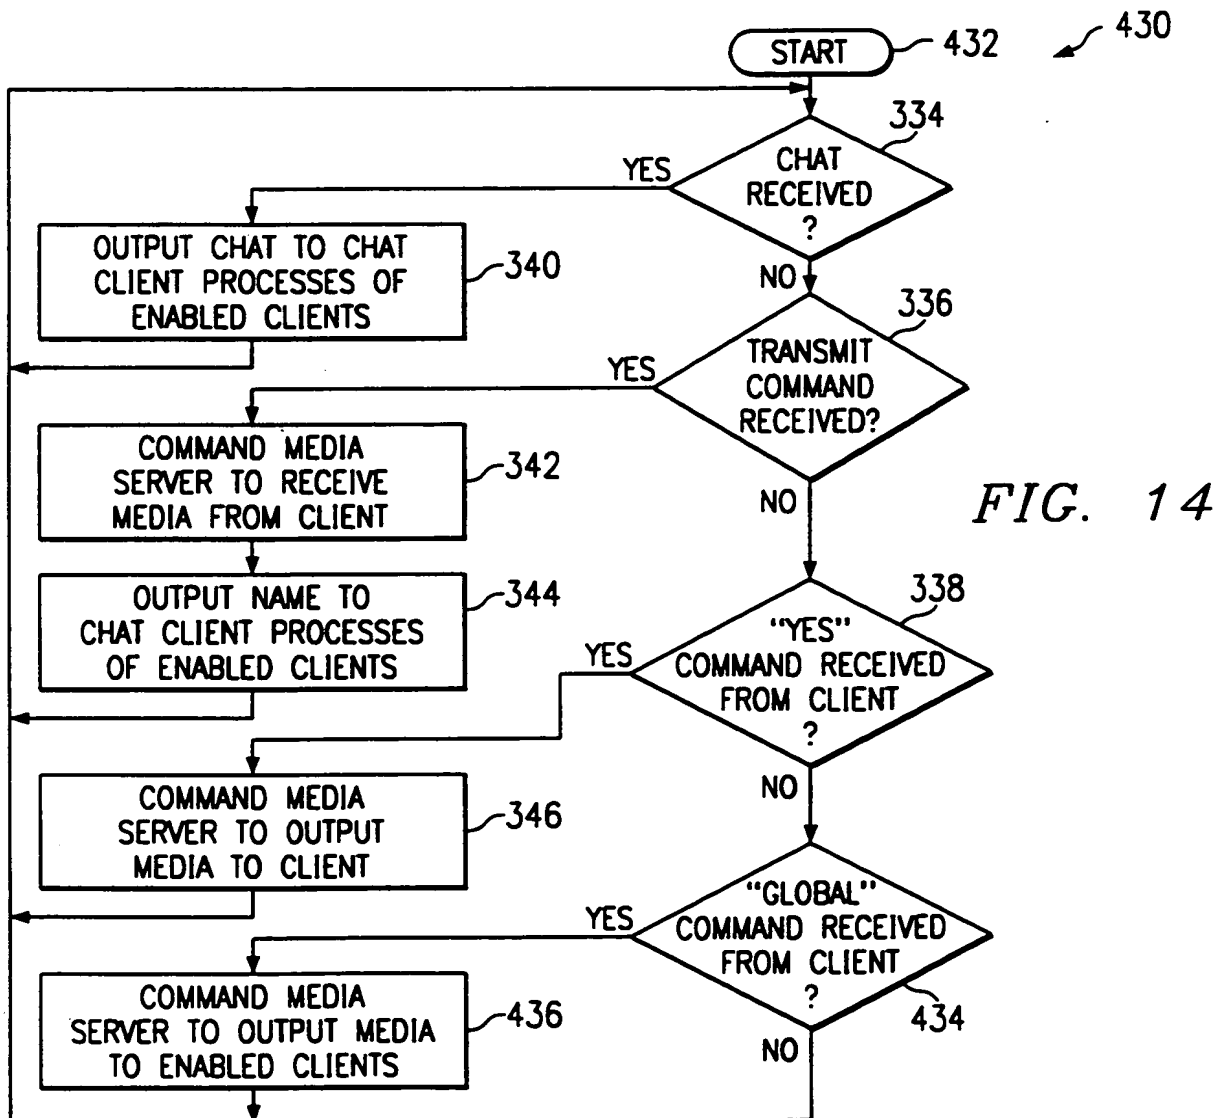 430
START
432
334
CHAT
RECEIVED
?
YES
NO
OUTPUT CHAT TO CHAT
CLIENT PROCESSES OF
ENABLED CLIENTS
340
336
TRANSMIT
COMMAND
RECEIVED?
YES
NO
COMMAND MEDIA
SERVER TO RECEIVE
MEDIA FROM CLIENT
342
FIG. 14
OUTPUT NAME TO
CHAT CLIENT PROCESSES
OF ENABLED CLIENTS
344
338
"YES"
COMMAND RECEIVED
FROM CLIENT
?
YES
NO
COMMAND MEDIA
SERVER TO OUTPUT
MEDIA TO CLIENT
346
"GLOBAL"
COMMAND RECEIVED
FROM CLIENT
?
434
YES
NO
COMMAND MEDIA
SERVER TO OUTPUT MEDIA
TO ENABLED CLIENTS
436